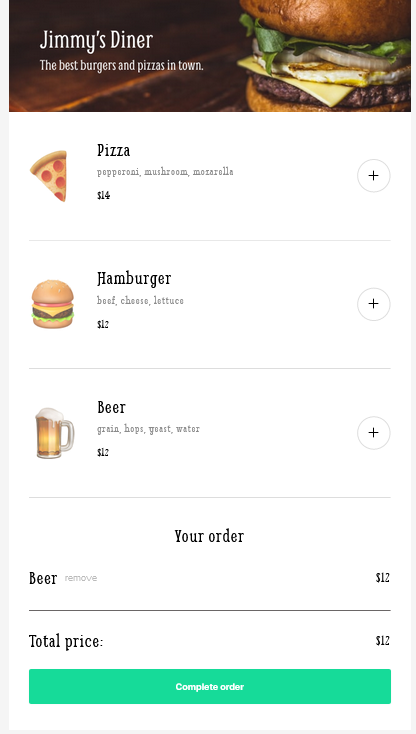 Jimmy's Diner
The best burgers and pizzas in town.
Pizza
pepperoni, mushroom, mozarella
$14
+
Hamburger
beef, cheese, lettuce
$12
+
Beer
grain, hops, yeast, water
$12
+
Your order
Beer remove $12
Total price: $12
Complete order